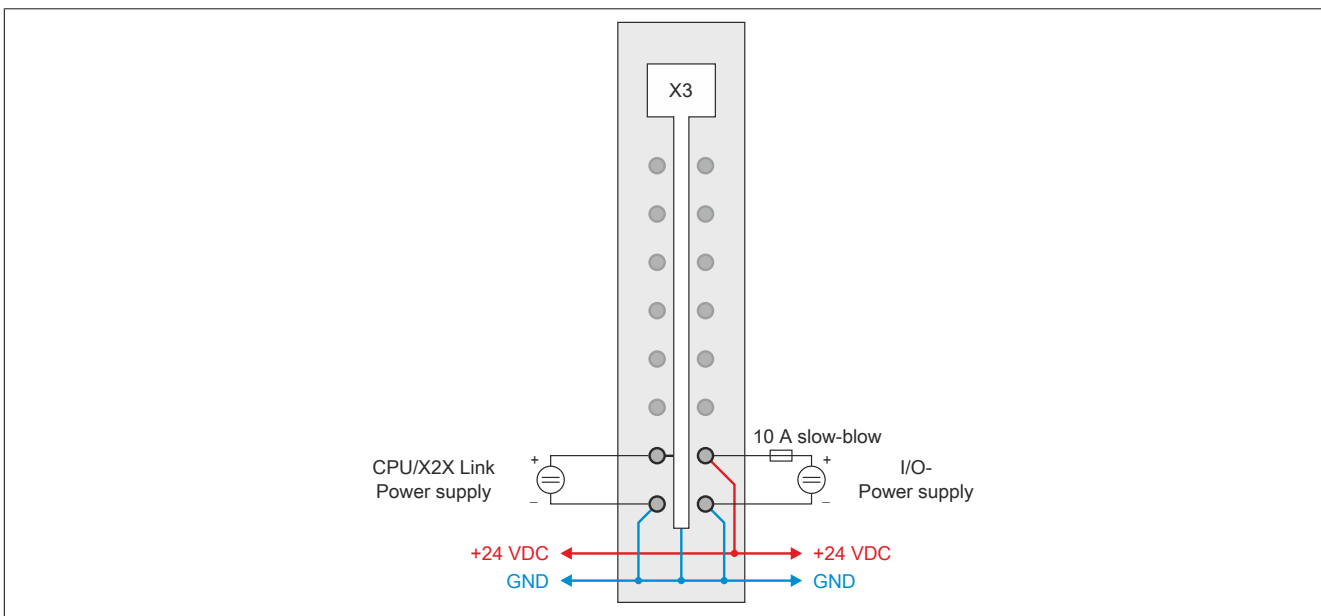 X3
10 A slow-blow
+
+
CPU/X2X Link
Power supply
I/O-
Power supply
–
–
+24 VDC
+24 VDC
GND
GND